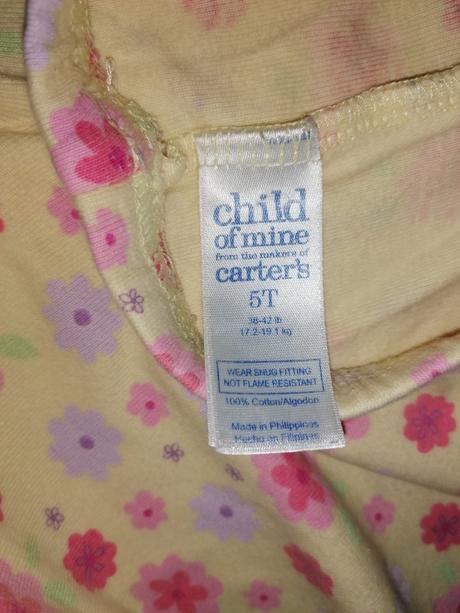 child
of mine
from the makers of
carter's
5T
38-42 lb
17.2-19.1 kg
WEAR SNUG FITTING
NOT FLAME RESISTANT
100% Cotton/Algodon
Made in Philippines
Hecho en Filipinas